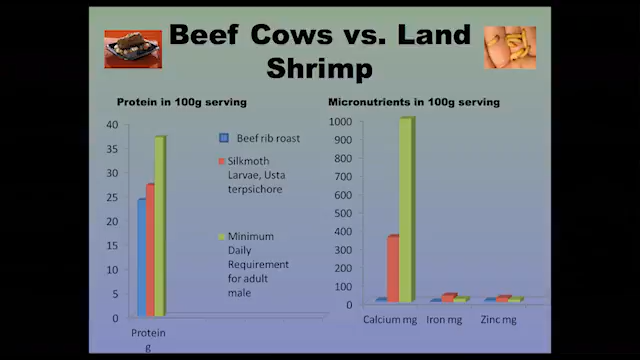 Beef Cows vs. Land
Shrimp
Protein in 100g serving
40
35
30
25
20
15
10
5
0
Protein
g
Beef rib roast
Silkmoth
Larvae, Usta
terpsichore
Minimum
Daily
Requirement
for adult
male
Micronutrients in 100g serving
1000
900
800
700
600
500
400
300
200
100
0
Calcium mg Iron mg Zinc mg